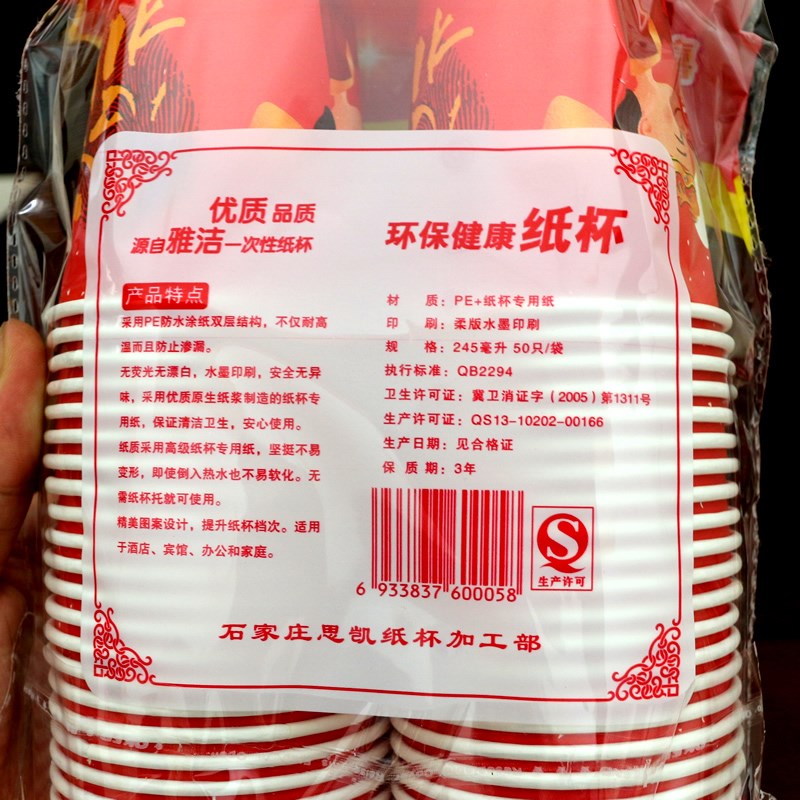 优质品质
源自雅洁一次性纸杯
环保健康纸杯
产品特点
采用PE防水涂纸双层结构，不仅耐高
温而且防止渗漏。
无荧光无漂白，水墨印刷，安全无异
味，采用优质原生纸浆制造的纸杯专
用纸，保证清洁卫生，安心使用。
纸质采用高级纸杯专用纸，坚挺不易
变形，即使倒入热水也不易软化。无
需纸杯托就可使用。
精美图案设计，提升纸杯档次。适用
于酒店、宾馆、办公和家庭。
材 质：PE+纸杯专用纸
印 刷：柔版水墨印刷
规 格：245毫升 50只/袋
执行标准：QB2294
卫生许可证：冀卫消证字（2005）第1311号
生产许可证：QS13-10202-00166
生产日期：见合格证
保 质 期：3年
6 933837 600058
生产许可
石家庄思凯纸杯加工部